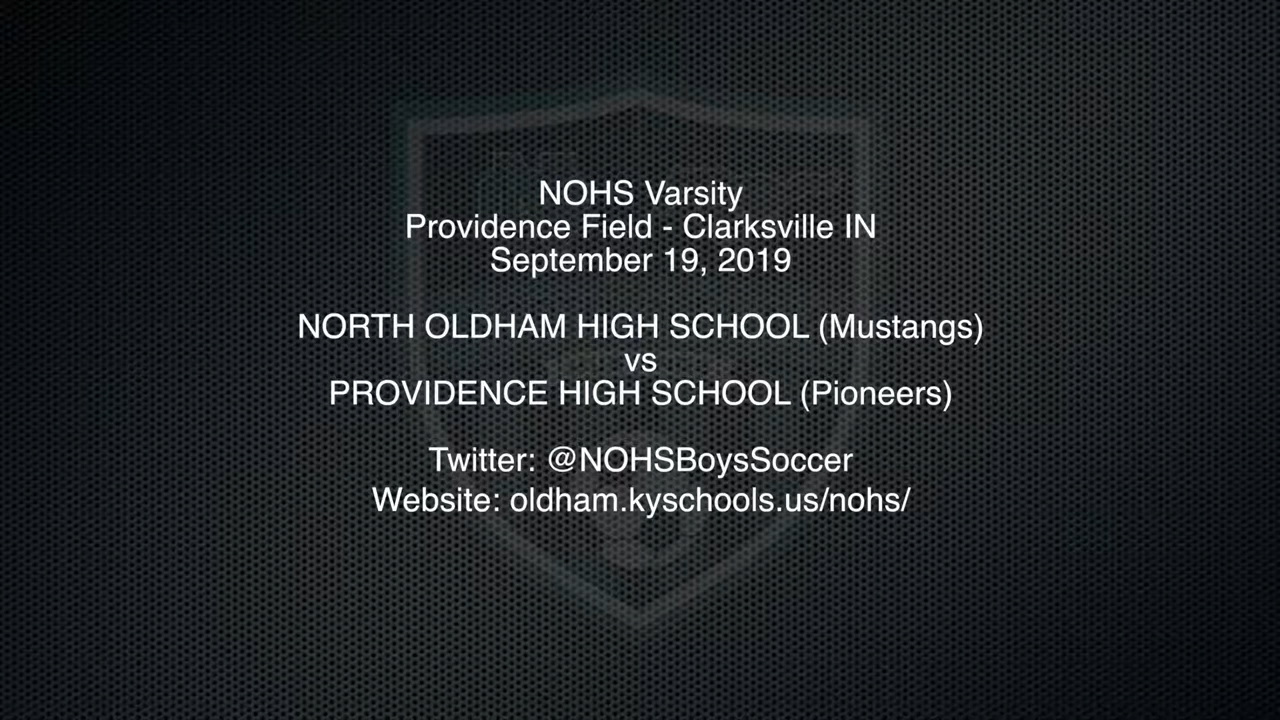 NOHS Varsity
Providence Field - Clarksville IN
September 19, 2019
NORTH OLDHAM HIGH SCHOOL (Mustangs)
vs
PROVIDENCE HIGH SCHOOL (Pioneers)
Twitter: @NOHSBoysSoccer
Website: oldham.kyschools.us/nohs/